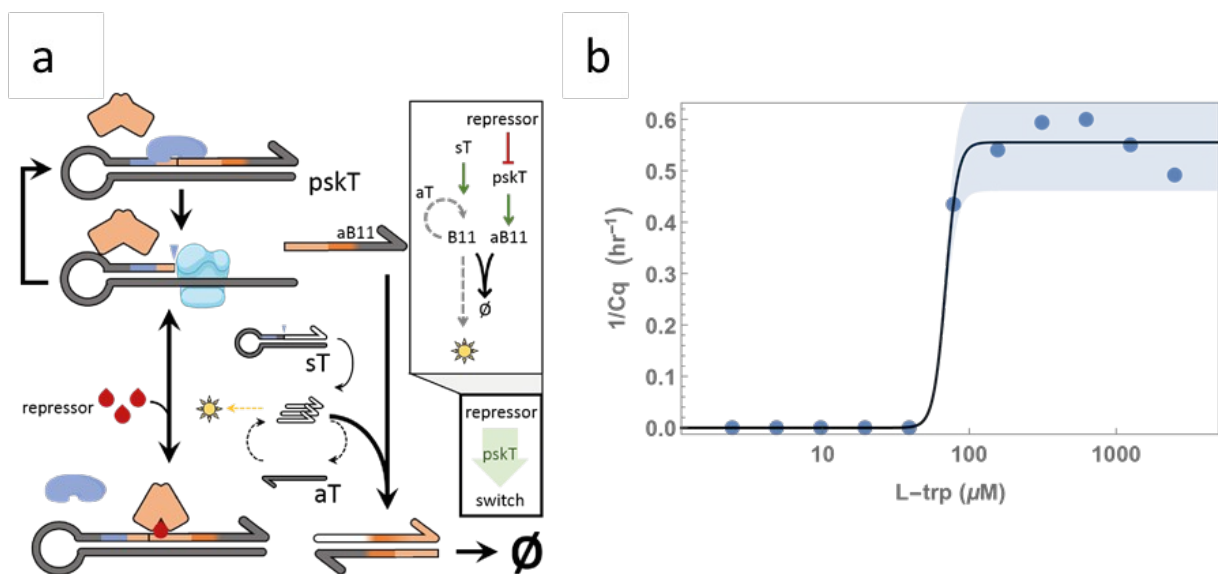 a
pskT
aB11
repressor
sT
pskT
aT
B11
aB11
Ø
sT
repressor
aT
repressor
pskT
switch
Ø
b
0.6
0.5
0.4
0.3
0.2
0.1
0.0
1/Cq (hr⁻¹)
10
100
1000
L−trp (μM)